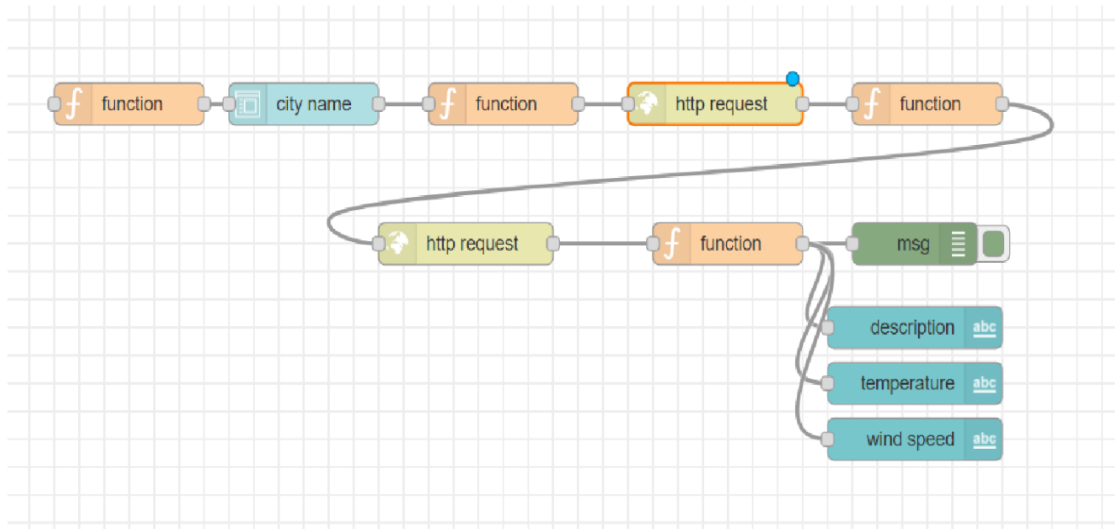 function city name function http request function
http request function msg
description abc
temperature abc
wind speed abc